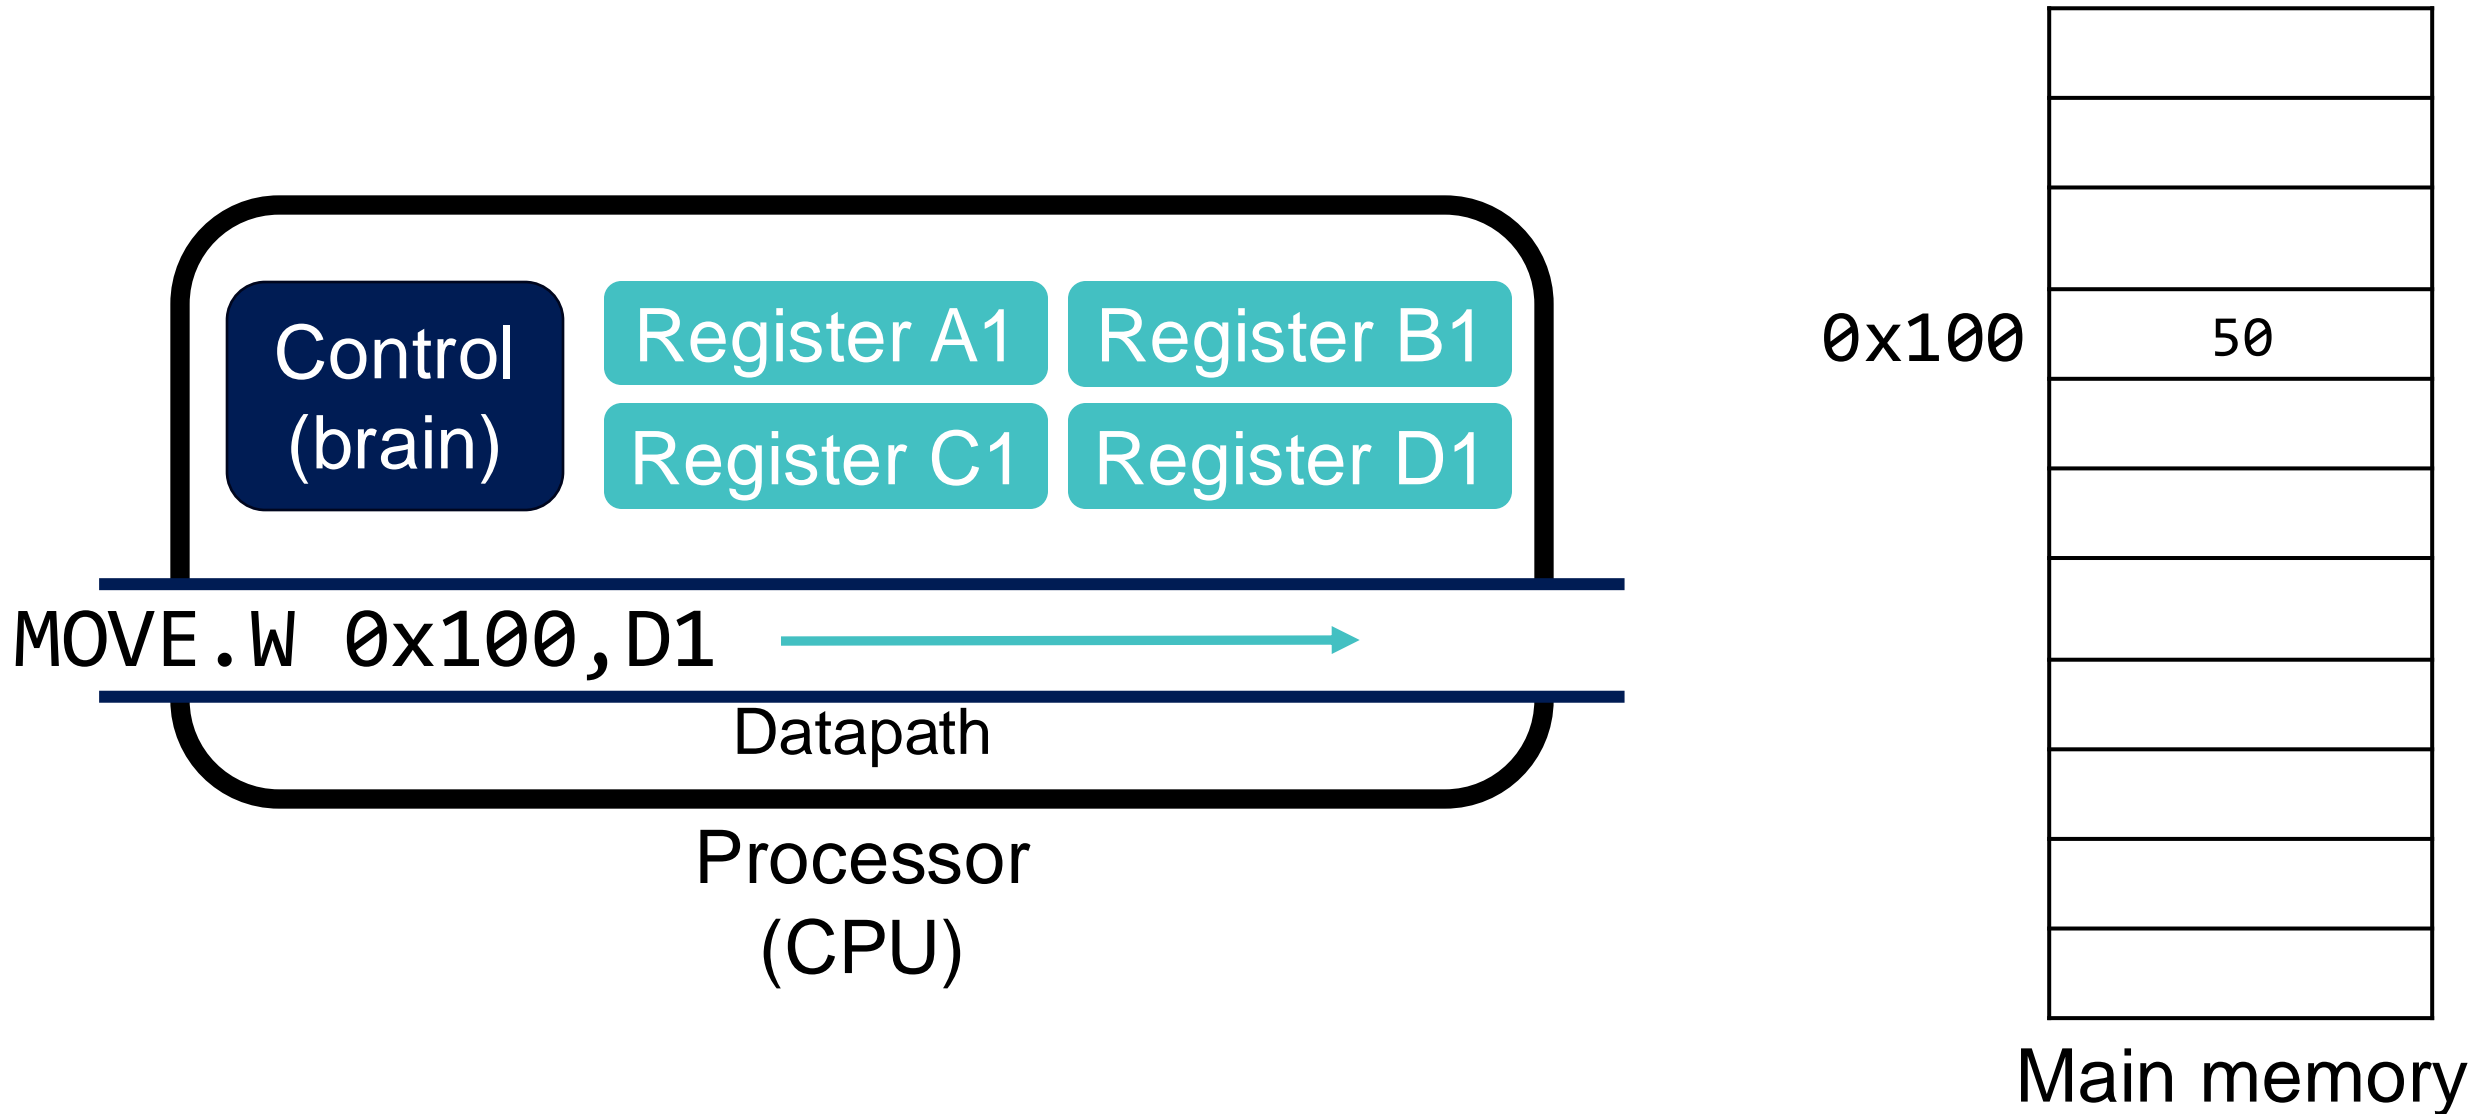 Control
(brain)
Register A1
Register B1
Register C1
Register D1
MOVE.W 0x100,D1
Datapath
Processor
(CPU)
0x100
50
Main memory